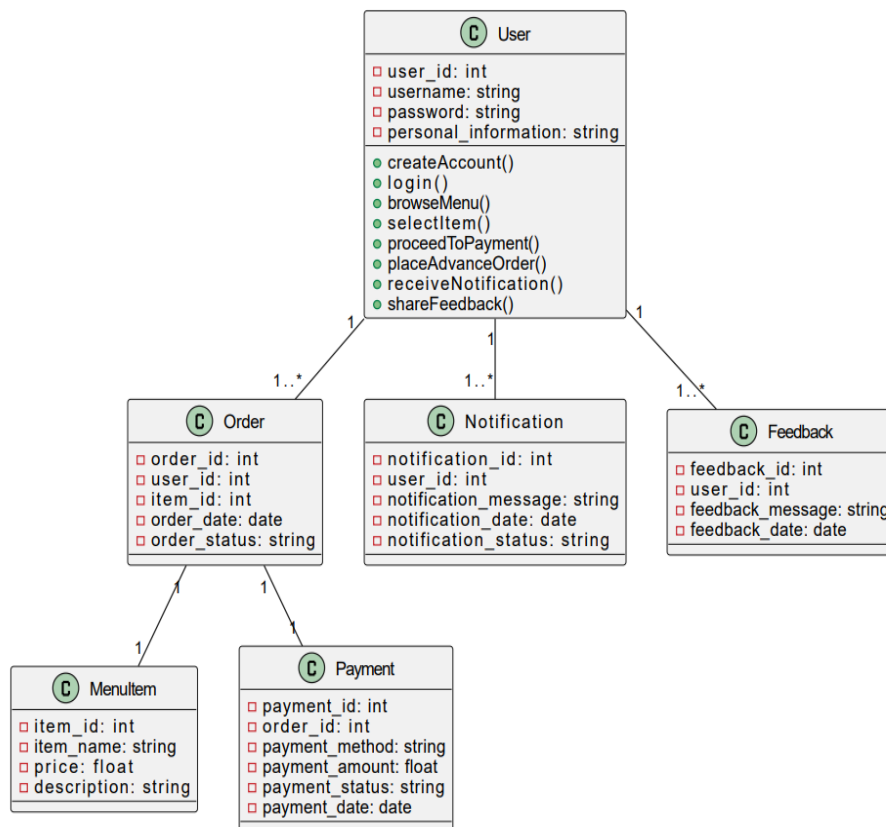 C User
user_id: int
username: string
password: string
personal_information: string
createAccount()
login()
browseMenu()
selectItem()
proceedToPayment()
placeAdvanceOrder()
receiveNotification()
shareFeedback()
1 1 1
1..* 1..* 1..*
C Order
order_id: int
user_id: int
item_id: int
order_date: date
order_status: string
C Notification
notification_id: int
user_id: int
notification_message: string
notification_date: date
notification_status: string
C Feedback
feedback_id: int
user_id: int
feedback_message: string
feedback_date: date
1 1
1 1
C MenuItem
item_id: int
item_name: string
price: float
description: string
C Payment
payment_id: int
order_id: int
payment_method: string
payment_amount: float
payment_status: string
payment_date: date